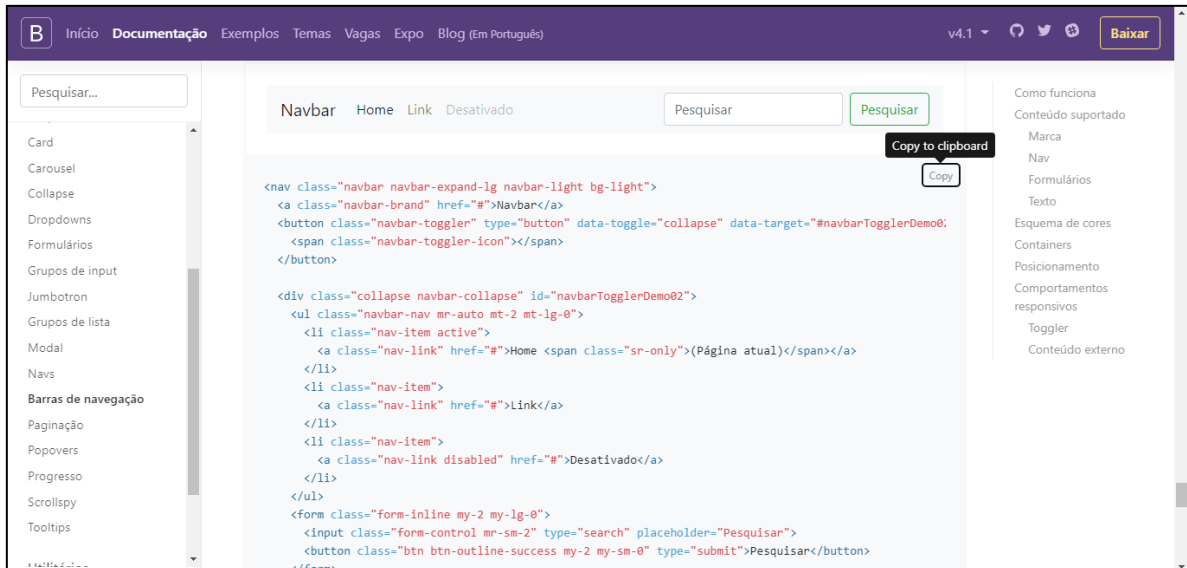 B Início Documentação Exemplos Temas Vagas Expo Blog (Em Português) v4.1 Baixar
Pesquisar...
Card
Carousel
Collapse
Dropdowns
Formulários
Grupos de input
Jumbotron
Grupos de lista
Modal
Navs
Barras de navegação
Paginação
Popovers
Progresso
Scrollspy
Tooltips
Navbar Home Link Desativado Pesquisar Pesquisar
Copy to clipboard
Copy
<nav class="navbar navbar-expand-lg navbar-light bg-light">
<a class="navbar-brand" href="#">Navbar</a>
<button class="navbar-toggler" type="button" data-toggle="collapse" data-target="#navbarTogglerDemo02
<span class="navbar-toggler-icon"></span>
</button>
<div class="collapse navbar-collapse" id="navbarTogglerDemo02">
<ul class="navbar-nav mr-auto mt-2 mt-lg-0">
<li class="nav-item active">
<a class="nav-link" href="#">Home <span class="sr-only">(Página atual)</span></a>
</li>
<li class="nav-item">
<a class="nav-link" href="#">Link</a>
</li>
<li class="nav-item">
<a class="nav-link disabled" href="#">Desativado</a>
</li>
</ul>
<form class="form-inline my-2 my-lg-0">
<input class="form-control mr-sm-2" type="search" placeholder="Pesquisar">
<button class="btn btn-outline-success my-2 my-sm-0" type="submit">Pesquisar</button>
</form>
Como funciona
Conteúdo suportado
Marca
Nav
Formulários
Texto
Esquema de cores
Containers
Posicionamento
Comportamentos
responsivos
Toggler
Conteúdo externo